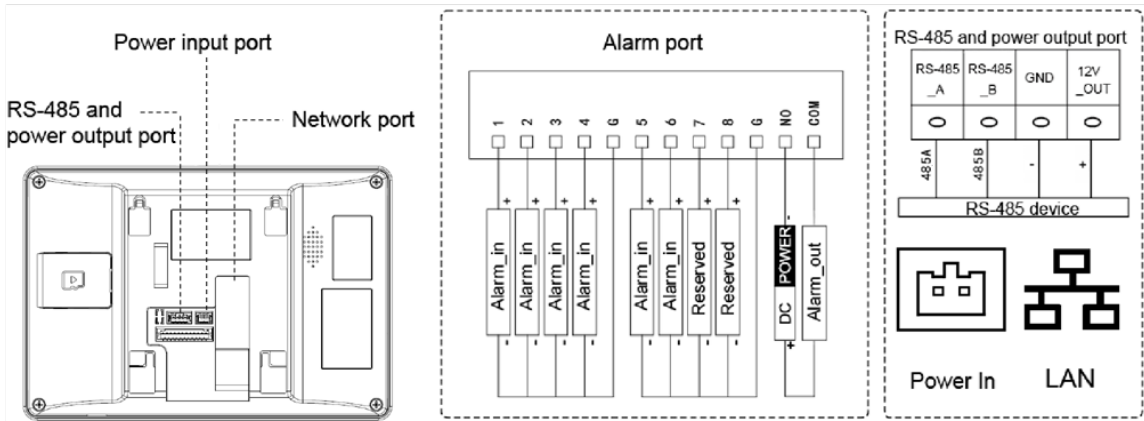 Power input port
RS-485 and
power output port
Network port
Alarm port
1 2 3 4 G 5 6 7 8 G NO COM
+ + + + + + + + - +
Alarm_in Alarm_in Alarm_in Alarm_in Alarm_in Alarm_in Reserved Reserved DC POWER Alarm_out
- - - - - - - - + -
RS-485 and power output port
RS-485 RS-485 GND 12V
_A _B _OUT
485A 485B - +
RS-485 device
Power In
LAN